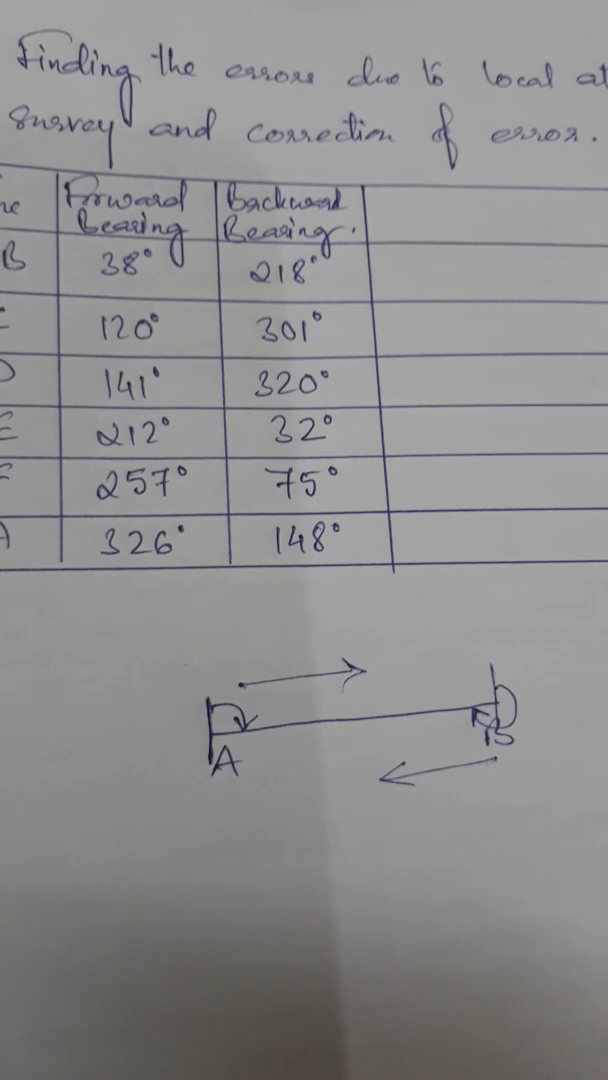 Finding the errors due to local at
survey and correction of error.
ne Forward Bearing Backward Bearing.
B 38° 218°
C 120° 301°
D 141° 320°
E 212° 32°
F 257° 75°
A 326° 148°
A B